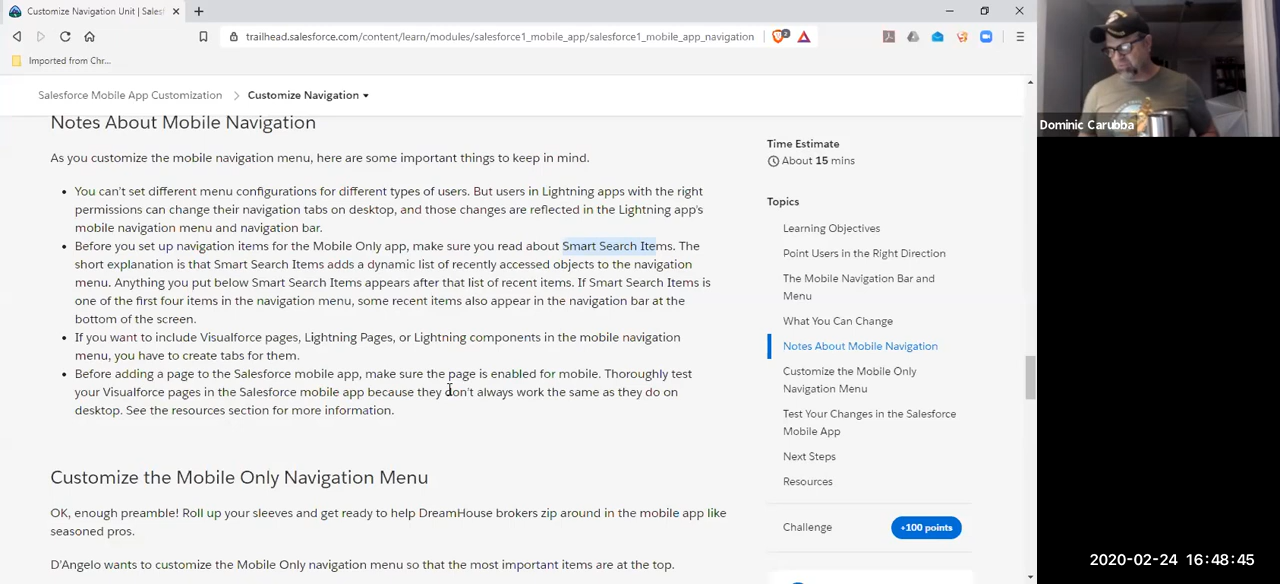 Customize Navigation Unit | Sales
trailhead.salesforce.com/content/learn/modules/salesforce1_mobile_app/salesforce1_mobile_app_navigation
2
Imported from Chr...
Salesforce Mobile App Customization
Customize Navigation
Notes About Mobile Navigation
As you customize the mobile navigation menu, here are some important things to keep in mind.
You can't set different menu configurations for different types of users. But users in Lightning apps with the right
permissions can change their navigation tabs on desktop, and those changes are reflected in the Lightning app's
mobile navigation menu and navigation bar.
Before you set up navigation items for the Mobile Only app, make sure you read about Smart Search Items. The
short explanation is that Smart Search Items adds a dynamic list of recently accessed objects to the navigation
menu. Anything you put below Smart Search Items appears after that list of recent items. If Smart Search Items is
one of the first four items in the navigation menu, some recent items also appear in the navigation bar at the
bottom of the screen.
If you want to include Visualforce pages, Lightning Pages, or Lightning components in the mobile navigation
menu, you have to create tabs for them.
Before adding a page to the Salesforce mobile app, make sure the page is enabled for mobile. Thoroughly test
your Visualforce pages in the Salesforce mobile app because they don't always work the same as they do on
desktop. See the resources section for more information.
Customize the Mobile Only Navigation Menu
OK, enough preamble! Roll up your sleeves and get ready to help DreamHouse brokers zip around in the mobile app like
seasoned pros.
D'Angelo wants to customize the Mobile Only navigation menu so that the most important items are at the top.
Time Estimate
About 15 mins
Topics
Learning Objectives
Point Users in the Right Direction
The Mobile Navigation Bar and
Menu
What You Can Change
Notes About Mobile Navigation
Customize the Mobile Only
Navigation Menu
Test Your Changes in the Salesforce
Mobile App
Next Steps
Resources
Challenge
+100 points
Dominic Carubba
2020-02-24 16:48:45